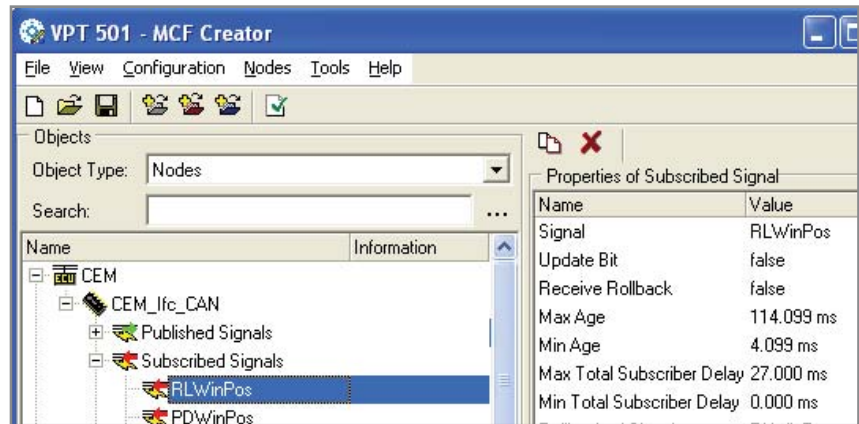 VPT 501 - MCF Creator
File View Configuration Nodes Tools Help
Objects
Object Type: Nodes
Search: ...
Name Information
ECU CEM
CEM_Ifc_CAN
Published Signals
Subscribed Signals
RLWinPos
PDWinPos
Properties of Subscribed Signal
Name Value
Signal RLWinPos
Update Bit false
Receive Rollback false
Max Age 114.099 ms
Min Age 4.099 ms
Max Total Subscriber Delay 27.000 ms
Min Total Subscriber Delay 0.000 ms